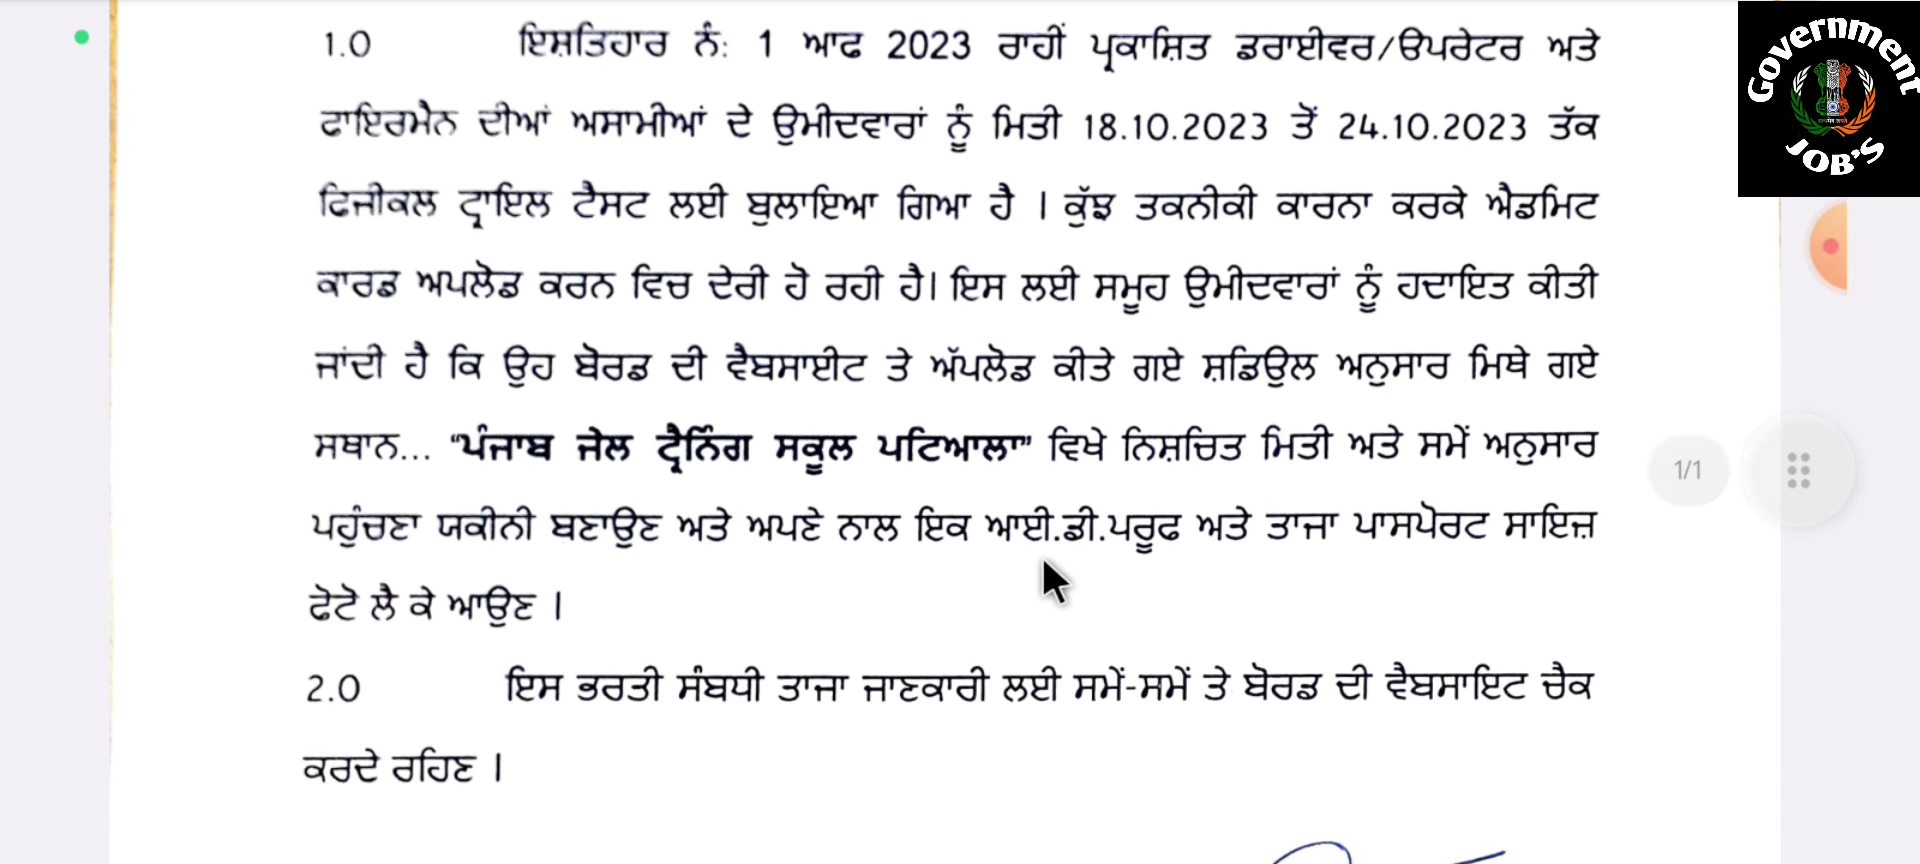 Government
JOB'S
1.0 ਇਸ਼ਤਿਹਾਰ ਨੰ: 1 ਆਫ 2023 ਰਾਹੀਂ ਪ੍ਰਕਾਸ਼ਿਤ ਡਰਾਈਵਰ/ੳਪਰੇਟਰ ਅਤੇ
ਫਾਇਰਮੈਨ ਦੀਆਂ ਅਸਾਮੀਆਂ ਦੇ ਉਮੀਦਵਾਰਾਂ ਨੂੰ ਮਿਤੀ 18.10.2023 ਤੋਂ 24.10.2023 ਤੱਕ
ਫਿਜੀਕਲ ਟ੍ਰਾਇਲ ਟੈਸਟ ਲਈ ਬੁਲਾਇਆ ਗਿਆ ਹੈ । ਕੁੱਝ ਤਕਨੀਕੀ ਕਾਰਨਾ ਕਰਕੇ ਐਡਮਿਟ
ਕਾਰਡ ਅਪਲੋਡ ਕਰਨ ਵਿਚ ਦੇਰੀ ਹੋ ਰਹੀ ਹੈ। ਇਸ ਲਈ ਸਮੂਹ ਉਮੀਦਵਾਰਾਂ ਨੂੰ ਹਦਾਇਤ ਕੀਤੀ
ਜਾਂਦੀ ਹੈ ਕਿ ਉਹ ਬੋਰਡ ਦੀ ਵੈਬਸਾਈਟ ਤੇ ਅੱਪਲੋਡ ਕੀਤੇ ਗਏ ਸ਼ਡਿਉਲ ਅਨੁਸਾਰ ਮਿਥੇ ਗਏ
ਸਥਾਨ... "ਪੰਜਾਬ ਜੇਲ ਟ੍ਰੈਨਿੰਗ ਸਕੂਲ ਪਟਿਆਲਾ" ਵਿਖੇ ਨਿਸ਼ਚਿਤ ਮਿਤੀ ਅਤੇ ਸਮੇਂ ਅਨੁਸਾਰ
ਪਹੁੰਚਣਾ ਯਕੀਨੀ ਬਣਾਉਣ ਅਤੇ ਅਪਣੇ ਨਾਲ ਇਕ ਆਈ.ਡੀ.ਪਰੂਫ ਅਤੇ ਤਾਜਾ ਪਾਸਪੋਰਟ ਸਾਇਜ਼
ਫੋਟੋ ਲੈ ਕੇ ਆਉਣ ।
2.0 ਇਸ ਭਰਤੀ ਸੰਬਧੀ ਤਾਜਾ ਜਾਣਕਾਰੀ ਲਈ ਸਮੇਂ-ਸਮੇਂ ਤੇ ਬੋਰਡ ਦੀ ਵੈਬਸਾਇਟ ਚੈਕ
ਕਰਦੇ ਰਹਿਣ ।
1/1